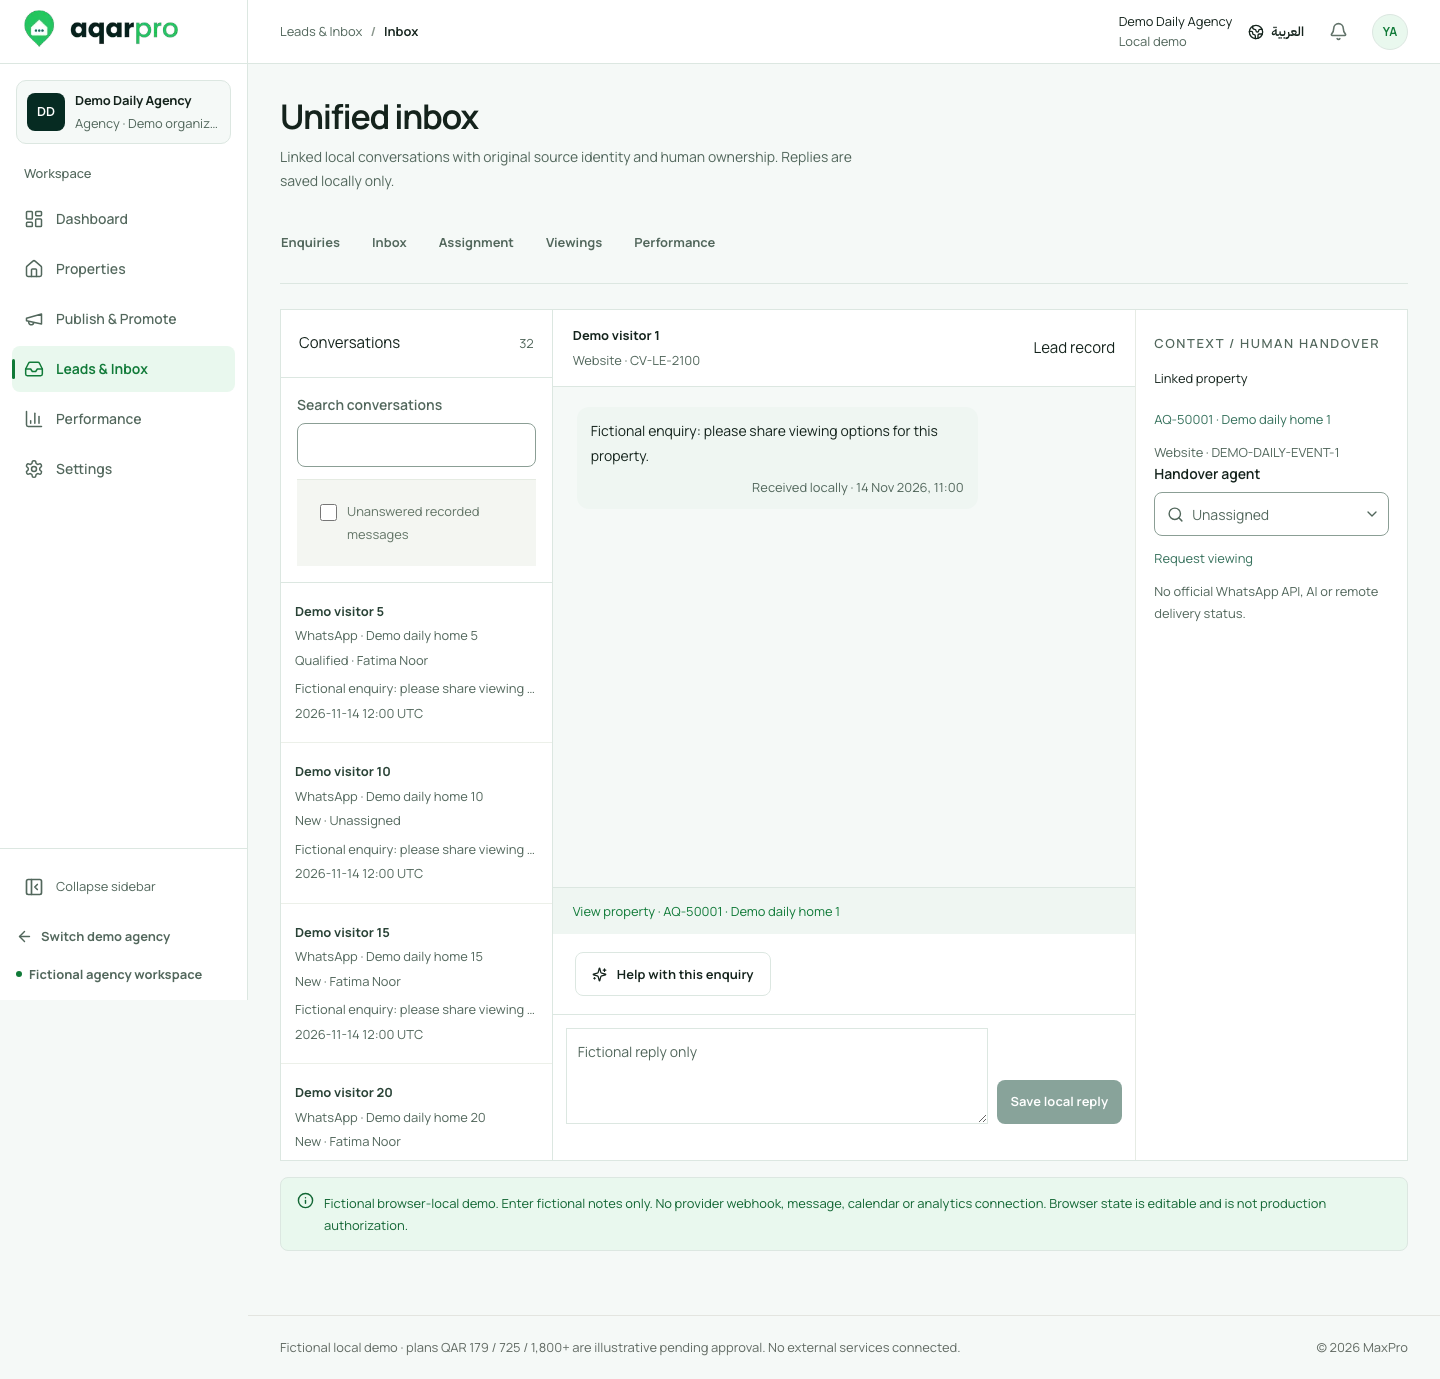 aqarpro
Leads & Inbox / Inbox
Demo Daily Agency
Local demo
العربية
YA
DD
Demo Daily Agency
Agency · Demo organiz...
Workspace
Dashboard
Properties
Publish & Promote
Leads & Inbox
Performance
Settings
Collapse sidebar
Switch demo agency
Fictional agency workspace
Unified inbox
Linked local conversations with original source identity and human ownership. Replies are
saved locally only.
Enquiries Inbox Assignment Viewings Performance
Conversations 32
Search conversations
Unanswered recorded
messages
Demo visitor 5
WhatsApp · Demo daily home 5
Qualified · Fatima Noor
Fictional enquiry: please share viewing ...
2026-11-14 12:00 UTC
Demo visitor 10
WhatsApp · Demo daily home 10
New · Unassigned
Fictional enquiry: please share viewing ...
2026-11-14 12:00 UTC
Demo visitor 15
WhatsApp · Demo daily home 15
New · Fatima Noor
Fictional enquiry: please share viewing ...
2026-11-14 12:00 UTC
Demo visitor 20
WhatsApp · Demo daily home 20
New · Fatima Noor
Demo visitor 1
Website · CV-LE-2100
Lead record
Fictional enquiry: please share viewing options for this
property.
Received locally · 14 Nov 2026, 11:00
View property · AQ-50001 · Demo daily home 1
Help with this enquiry
Fictional reply only
Save local reply
CONTEXT / HUMAN HANDOVER
Linked property
AQ-50001 · Demo daily home 1
Website · DEMO-DAILY-EVENT-1
Handover agent
Unassigned
Request viewing
No official WhatsApp API, AI or remote
delivery status.
Fictional browser-local demo. Enter fictional notes only. No provider webhook, message, calendar or analytics connection. Browser state is editable and is not production
authorization.
Fictional local demo · plans QAR 179 / 725 / 1,800+ are illustrative pending approval. No external services connected.
© 2026 MaxPro